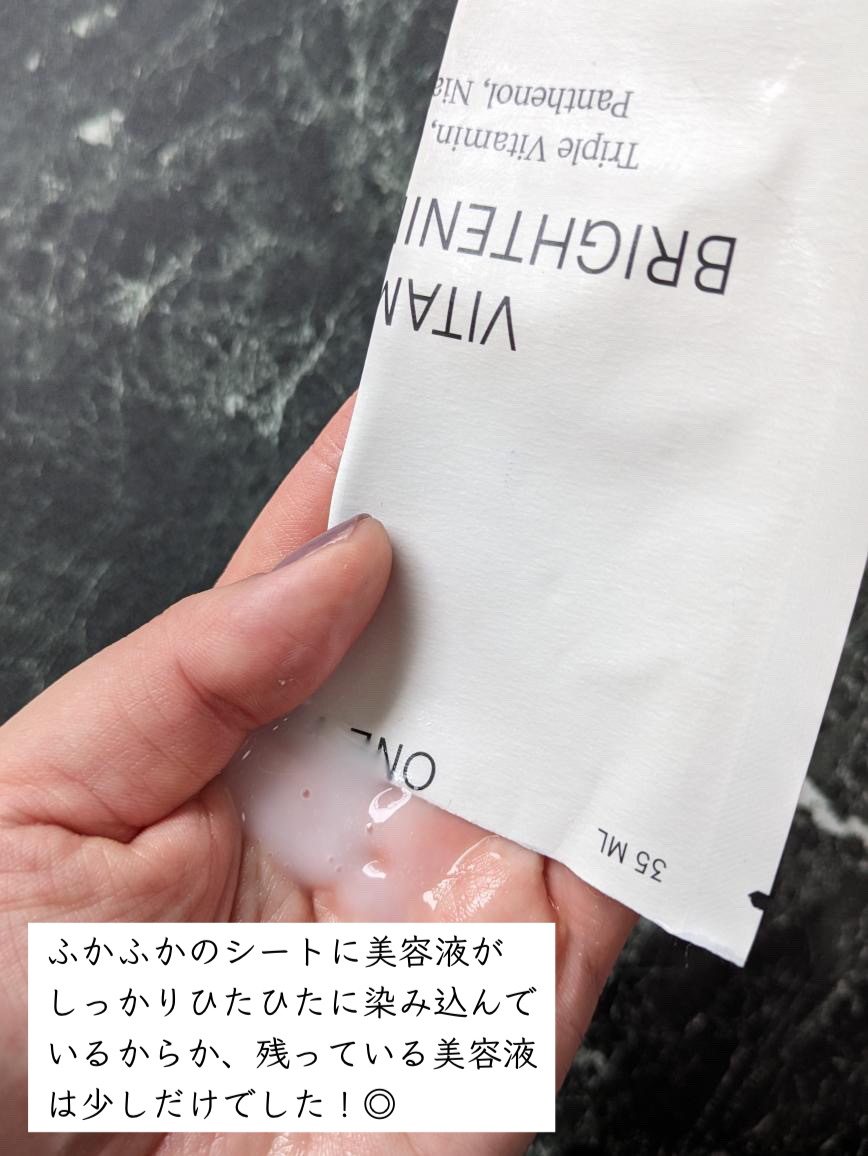 35 ML
ONE
VITAM
BRIGHTENI
Triple Vitamin,
Panthenol, Nia
ふかふかのシートに美容液が
しっかりひたひたに染み込んで
いるからか、残っている美容液
は少しだけでした！◎